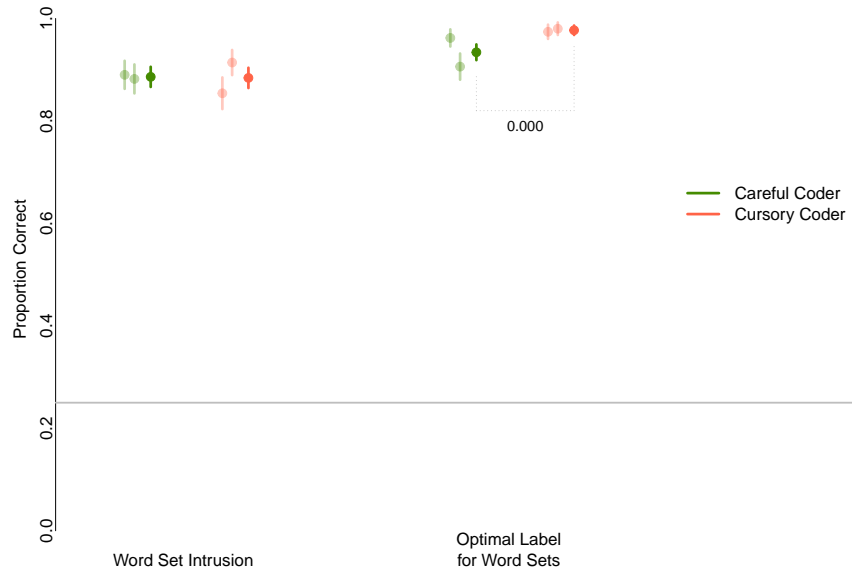 1.0
0.8
0.6
0.4
0.2
0.0
Proportion Correct
0.000
Careful Coder
Cursory Coder
Word Set Intrusion
Optimal Label
for Word Sets